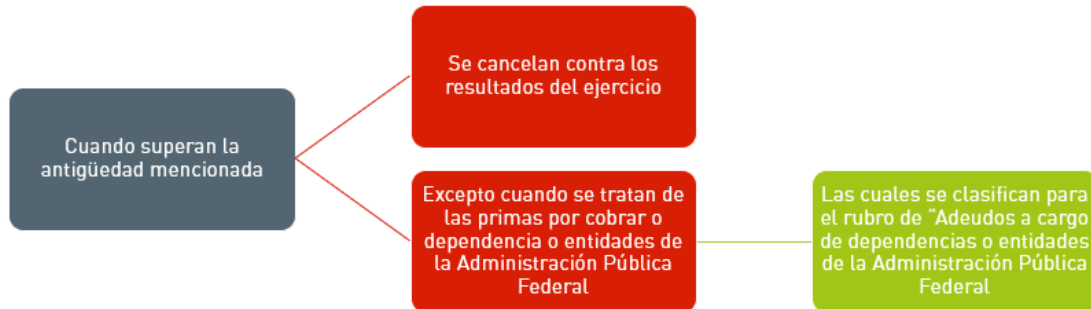 Se cancelan contra los
resultados del ejercicio
Cuando superan la
antigüedad mencionada
Excepto cuando se tratan de
las primas por cobrar o
dependencia o entidades de
la Administración Pública
Federal
Las cuales se clasifican para
el rubro de "Adeudos a cargo
de dependencias o entidades
de la Administración Pública
Federal